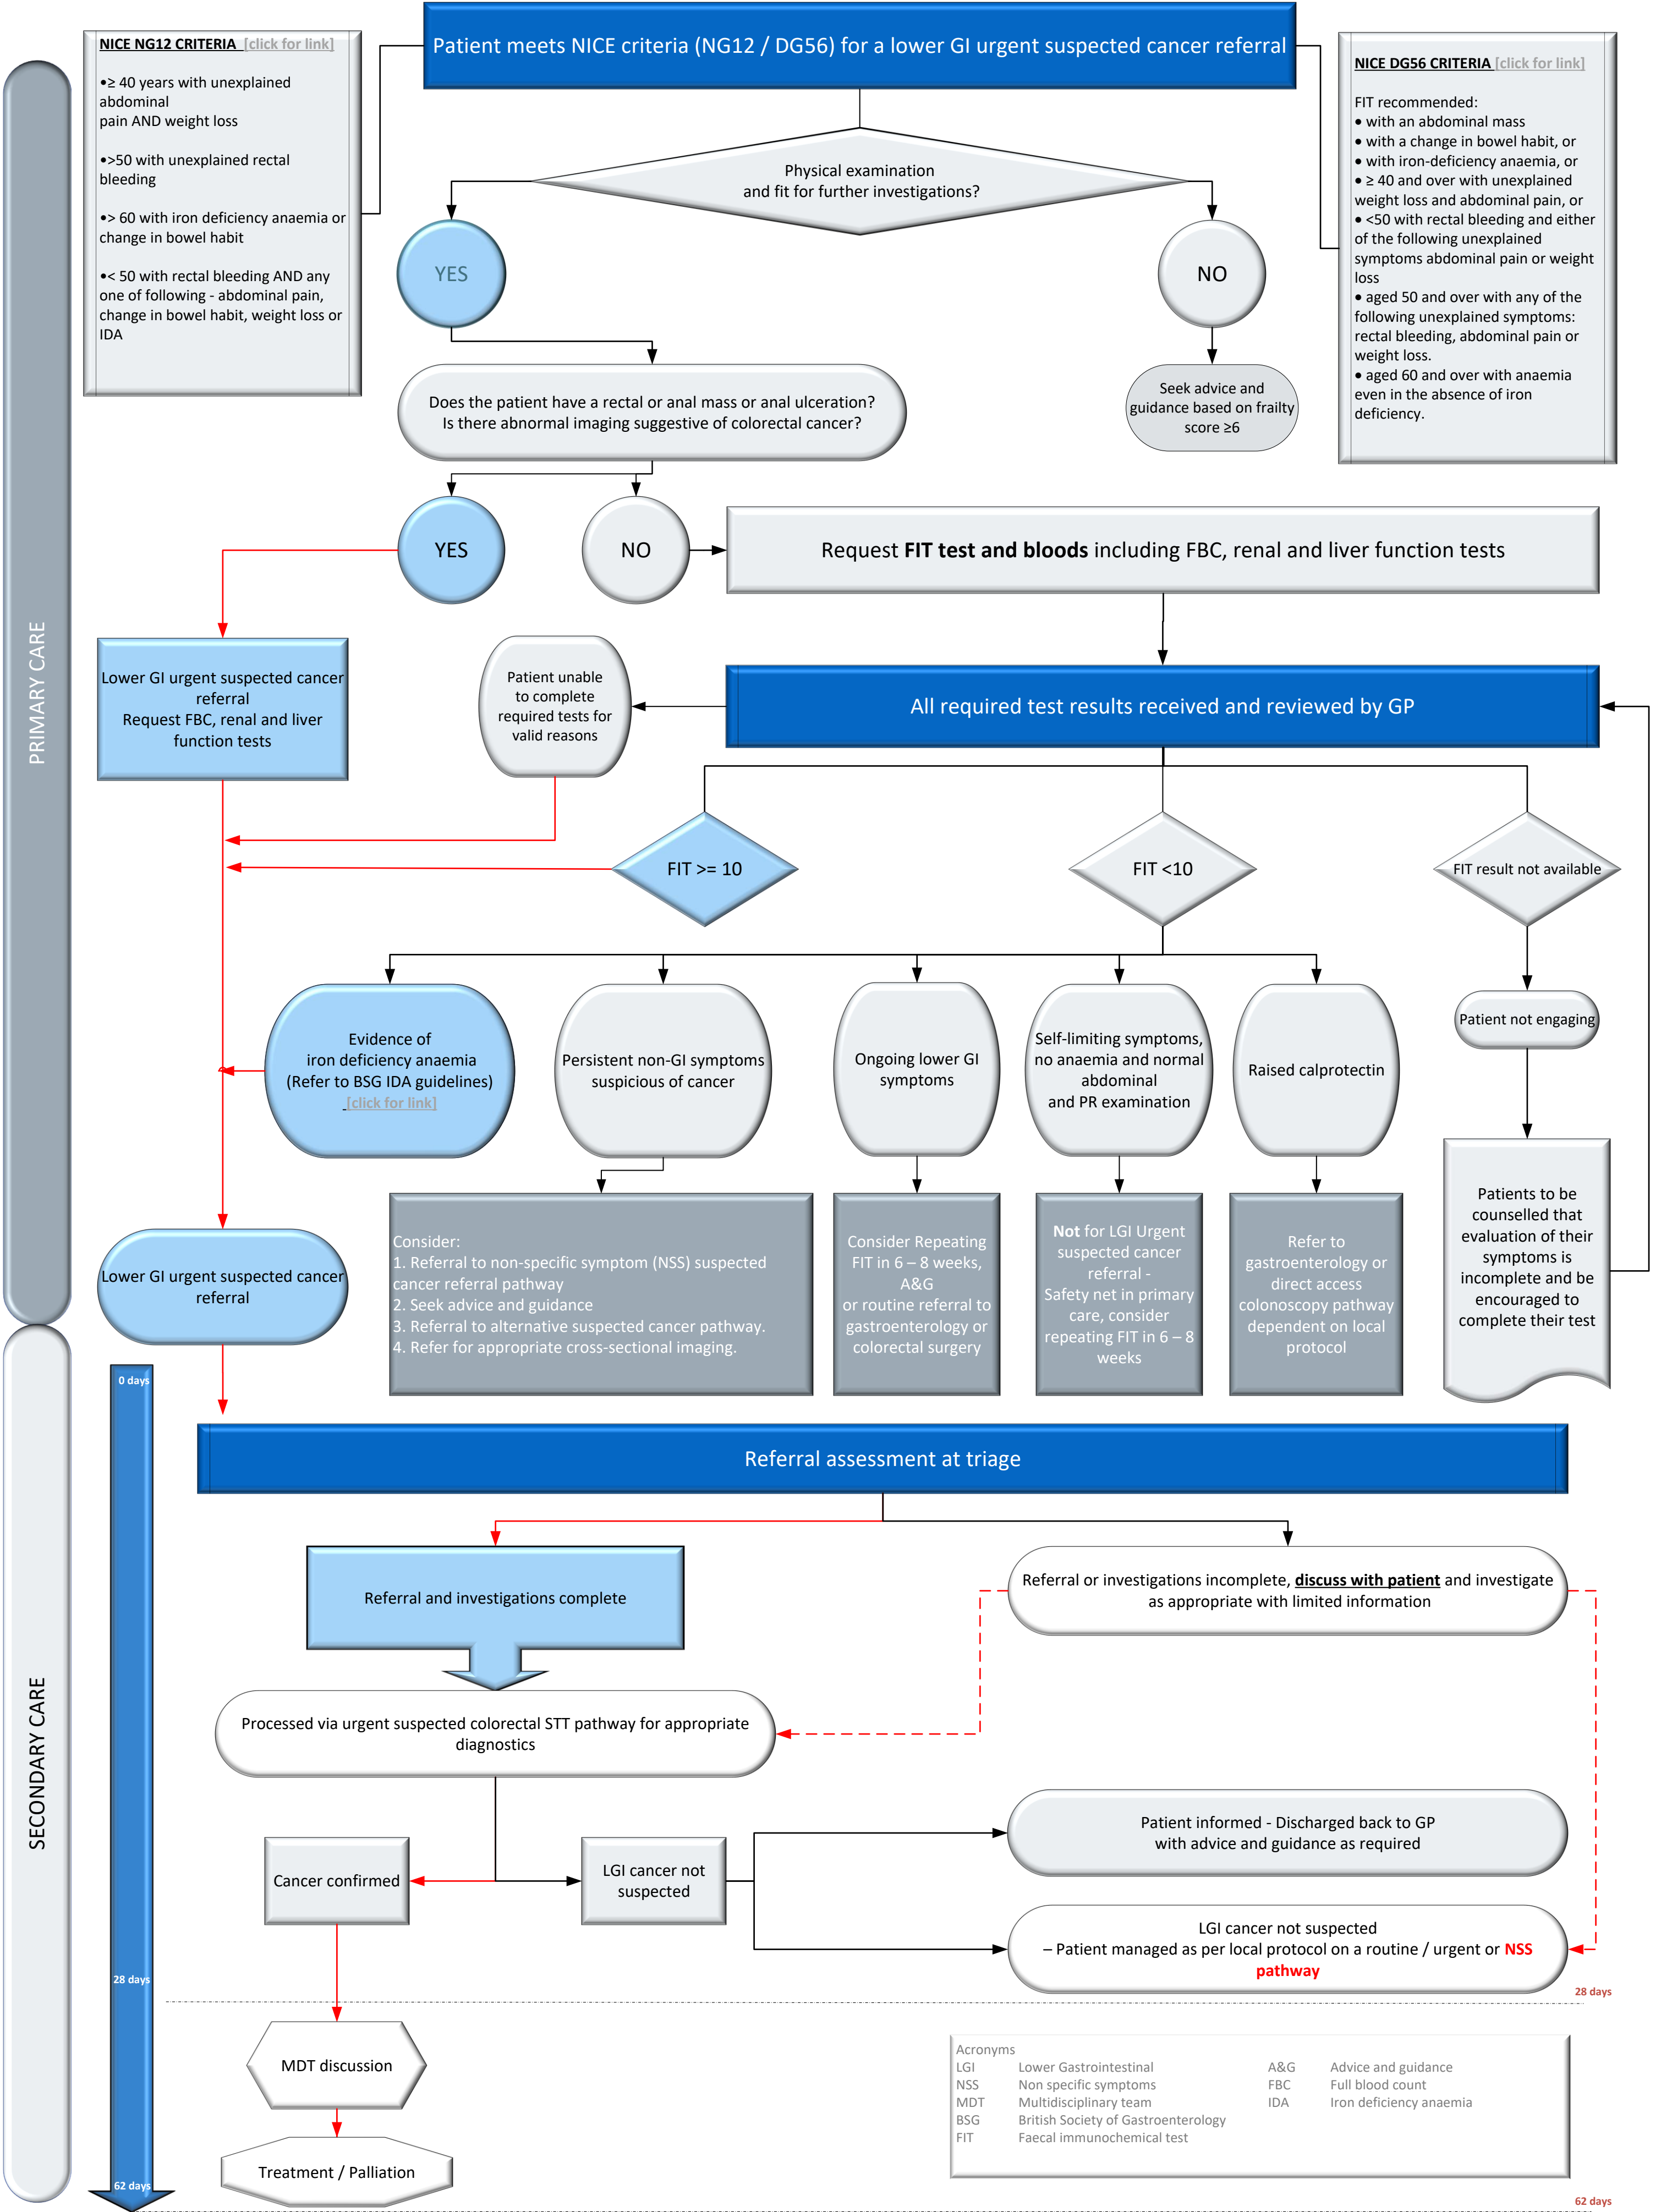 Patient meets NICE criteria (NG12 / DG56) for a lower GI urgent suspected cancer referral
NICE NG12 CRITERIA [click for link]
•≥ 40 years with unexplained
abdominal
pain AND weight loss
•>50 with unexplained rectal
bleeding
•> 60 with iron deficiency anaemia or
change in bowel habit
•< 50 with rectal bleeding AND any
one of following - abdominal pain,
change in bowel habit, weight loss or
IDA
NICE DG56 CRITERIA [click for link]
FIT recommended:
• with an abdominal mass
• with a change in bowel habit, or
• with iron-deficiency anaemia, or
• ≥ 40 and over with unexplained
weight loss and abdominal pain, or
• <50 with rectal bleeding and either
of the following unexplained
symptoms abdominal pain or weight
loss
• aged 50 and over with any of the
following unexplained symptoms:
rectal bleeding, abdominal pain or
weight loss.
• aged 60 and over with anaemia
even in the absence of iron
deficiency.
PRIMARY CARE
Physical examination
and fit for further investigations?
YES
NO
Seek advice and
guidance based on frailty
score ≥6
Does the patient have a rectal or anal mass or anal ulceration?
Is there abnormal imaging suggestive of colorectal cancer?
YES
NO
Request FIT test and bloods including FBC, renal and liver function tests
Lower GI urgent suspected cancer
referral
Request FBC, renal and liver
function tests
Patient unable
to complete
required tests for
valid reasons
All required test results received and reviewed by GP
FIT >= 10
FIT <10
FIT result not available
Evidence of
iron deficiency anaemia
(Refer to BSG IDA guidelines)
[click for link]
Persistent non-GI symptoms
suspicious of cancer
Ongoing lower GI
symptoms
Self-limiting symptoms,
no anaemia and normal
abdominal
and PR examination
Raised calprotectin
Patient not engaging
Lower GI urgent suspected cancer
referral
Consider:
1. Referral to non-specific symptom (NSS) suspected
cancer referral pathway
2. Seek advice and guidance
3. Referral to alternative suspected cancer pathway.
4. Refer for appropriate cross-sectional imaging.
Consider Repeating
FIT in 6 – 8 weeks,
A&G
or routine referral to
gastroenterology or
colorectal surgery
Not for LGI Urgent
suspected cancer
referral -
Safety net in primary
care, consider
repeating FIT in 6 – 8
weeks
Refer to
gastroenterology or
direct access
colonoscopy pathway
dependent on local
protocol
Patients to be
counselled that
evaluation of their
symptoms is
incomplete and be
encouraged to
complete their test
SECONDARY CARE
0 days
Referral assessment at triage
Referral and investigations complete
Referral or investigations incomplete, discuss with patient and investigate
as appropriate with limited information
Processed via urgent suspected colorectal STT pathway for appropriate
diagnostics
Cancer confirmed
LGI cancer not
suspected
Patient informed - Discharged back to GP
with advice and guidance as required
LGI cancer not suspected
– Patient managed as per local protocol on a routine / urgent or NSS
pathway
28 days
28 days
MDT discussion
Treatment / Palliation
Acronyms
LGI Lower Gastrointestinal
NSS Non specific symptoms
MDT Multidisciplinary team
BSG British Society of Gastroenterology
FIT Faecal immunochemical test
A&G Advice and guidance
FBC Full blood count
IDA Iron deficiency anaemia
62 days
62 days